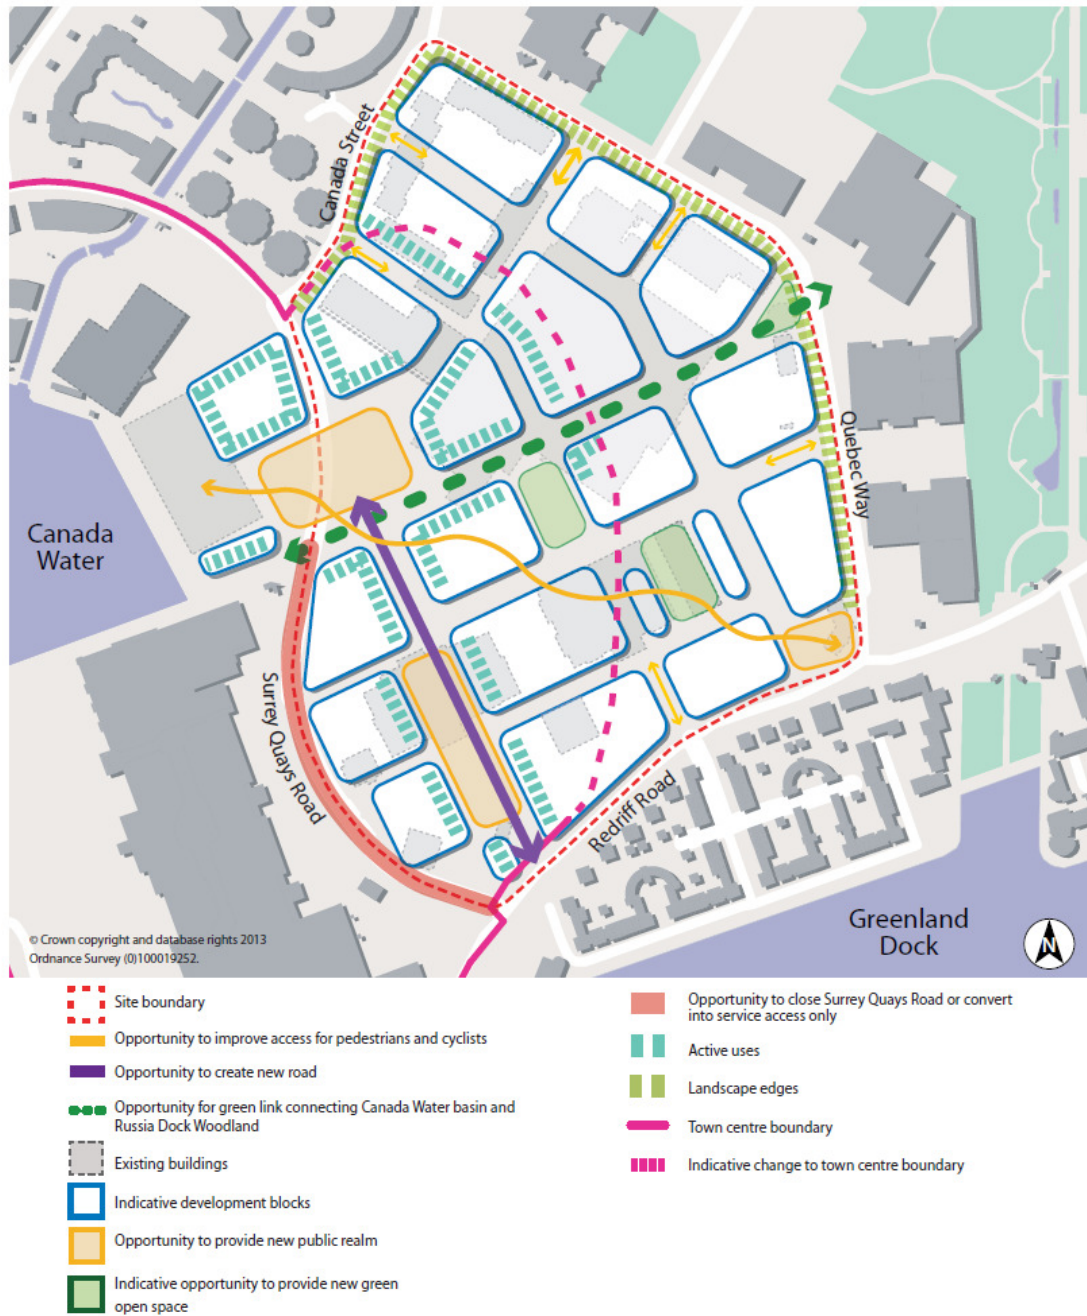 Canada Street
Quebec Way
Canada
Water
Surrey Quays Road
Redriff Road
Greenland
Dock
© Crown copyright and database rights 2013
Ordnance Survey (0)100019252.
N
Site boundary
Opportunity to improve access for pedestrians and cyclists
Opportunity to create new road
Opportunity for green link connecting Canada Water basin and
Russia Dock Woodland
Existing buildings
Indicative development blocks
Opportunity to provide new public realm
Indicative opportunity to provide new green
open space
Opportunity to close Surrey Quays Road or convert
into service access only
Active uses
Landscape edges
Town centre boundary
Indicative change to town centre boundary